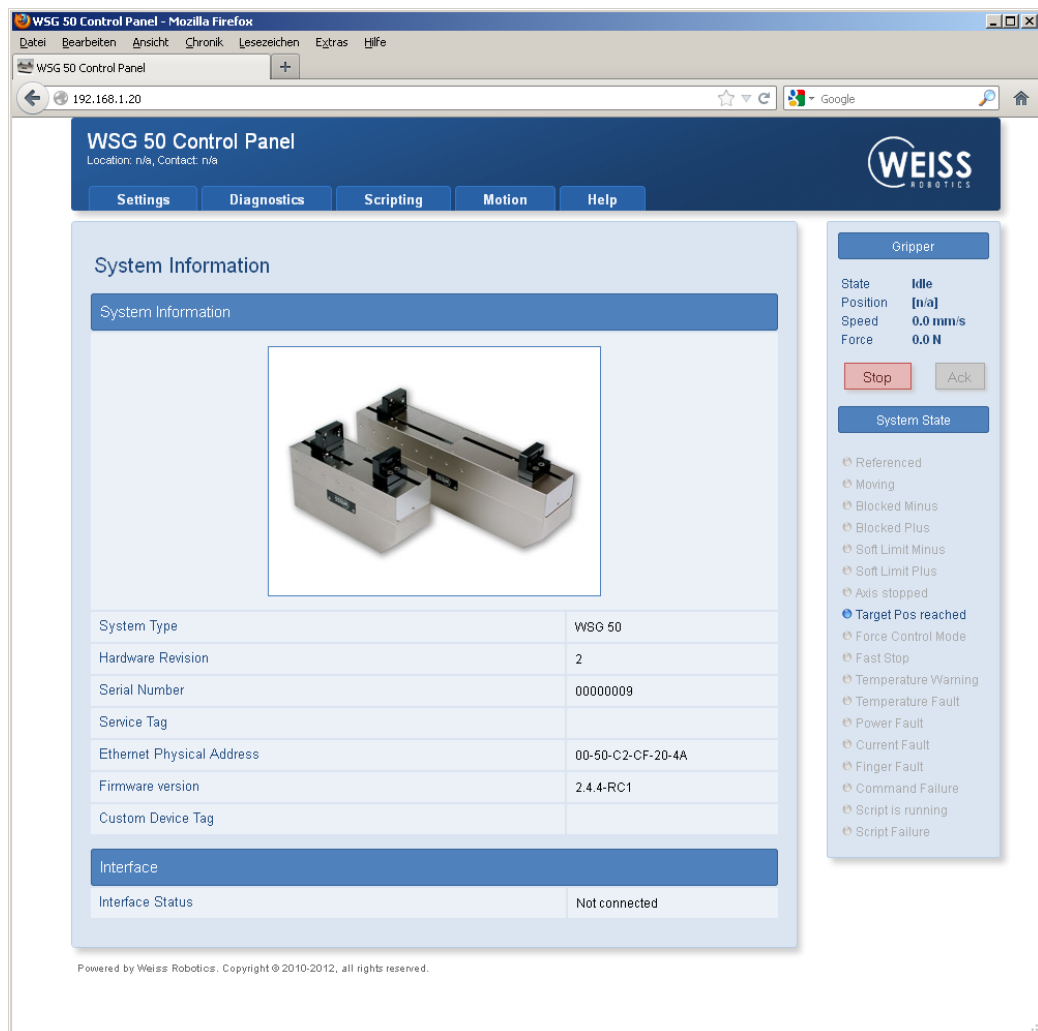 WSG 50 Control Panel - Mozilla Firefox
Datei Bearbeiten Ansicht Chronik Lesezeichen Extras Hilfe
WSG 50 Control Panel
192.168.1.20
Google
WSG 50 Control Panel
Location: n/a, Contact: n/a
WEISS
ROBOTICS
Settings Diagnostics Scripting Motion Help
System Information
System Information
System Type WSG 50
Hardware Revision 2
Serial Number 00000009
Service Tag
Ethernet Physical Address 00-50-C2-CF-20-4A
Firmware version 2.4.4-RC1
Custom Device Tag
Interface
Interface Status Not connected
Gripper
State Idle
Position [n/a]
Speed 0.0 mm/s
Force 0.0 N
Stop Ack
System State
Referenced
Moving
Blocked Minus
Blocked Plus
Soft Limit Minus
Soft Limit Plus
Axis stopped
Target Pos reached
Force Control Mode
Fast Stop
Temperature Warning
Temperature Fault
Power Fault
Current Fault
Finger Fault
Command Failure
Script is running
Script Failure
Powered by Weiss Robotics. Copyright © 2010-2012, all rights reserved.